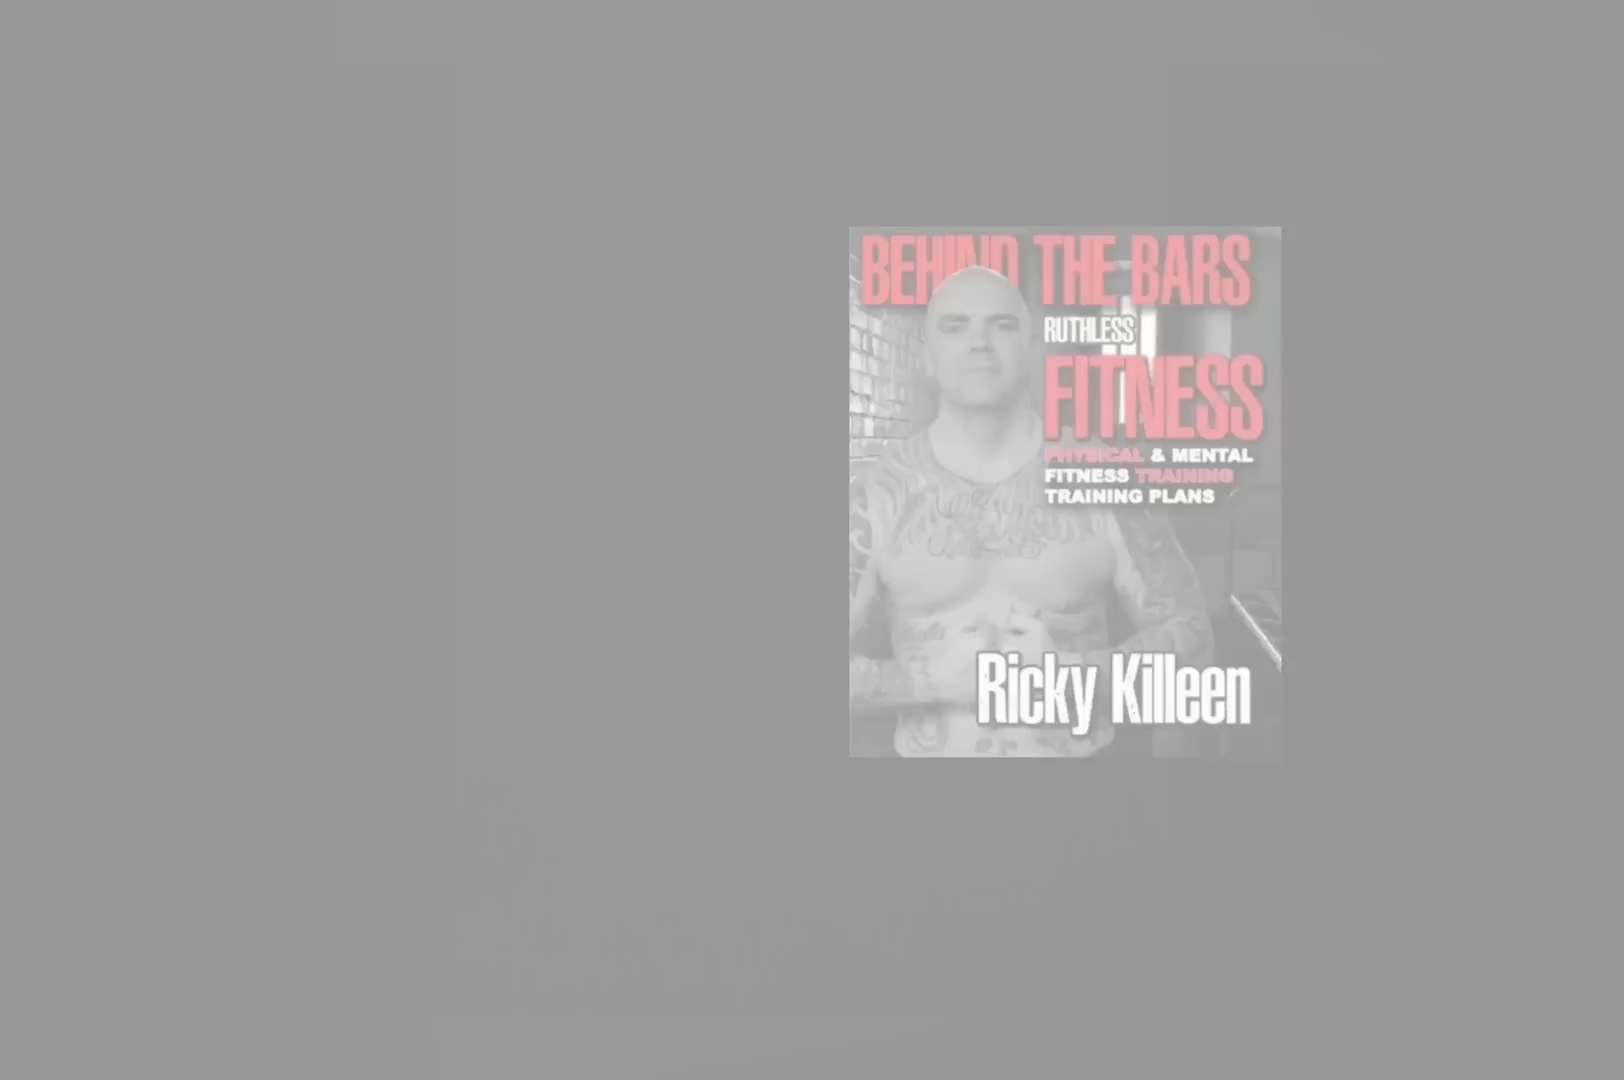 BEHIND THE BARS
RUTHLESS
FITNESS
PHYSICAL & MENTAL
FITNESS TRAINING
TRAINING PLANS
Ricky Killeen